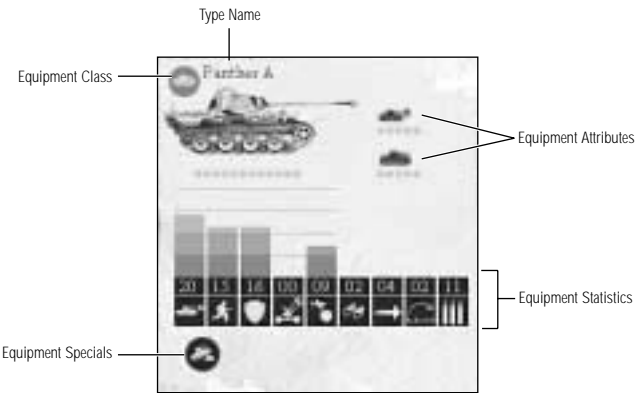 Type Name
Equipment Class
Panther A
Equipment Attributes
20 15 16 00 09 02 04 02 11
Equipment Statistics
Equipment Specials